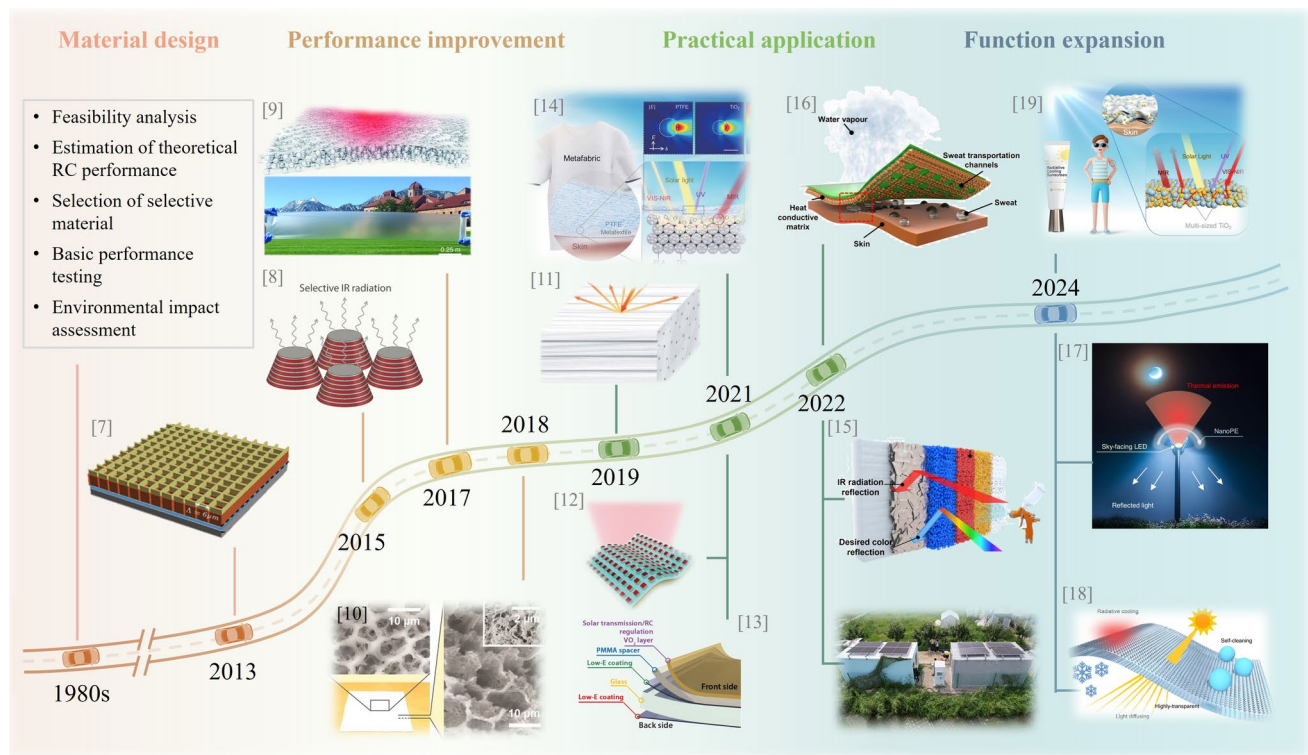 Material design
Performance improvement
Practical application
Function expansion
• Feasibility analysis
• Estimation of theoretical
RC performance
• Selection of selective
material
• Basic performance
testing
• Environmental impact
assessment
[7]
Λ = 6μm
1980s
2013
[9]
0.25 m
[8]
Selective IR radiation
2015
2017
2018
[10]
10 μm
2 μm
10 μm
[14]
Metafabric
PTFE
Metatextile
Skin
PTFE
TiO2
Solar light
VIS-NIR
UV
MIR
[11]
2019
2021
[12]
[13]
Solar transmission/RC
regulation
VO2 layer
PMMA spacer
Low-E coating
Glass
Low-E coating
Front side
Back side
[16]
Water vapour
Sweat transportation
channels
Heat
conductive
matrix
Sweat
Skin
2022
[15]
IR radiation
reflection
Desired color
reflection
[19]
Skin
Radiative
Cooling
Sunscreen
Solar Light
UV
MIR
VIS-NIR
Multi-sized TiO2
2024
[17]
Thermal emission
NanoPE
Sky-facing LED
Reflected light
[18]
Radiative cooling
Self-cleaning
Highly-transparent
Light diffusing